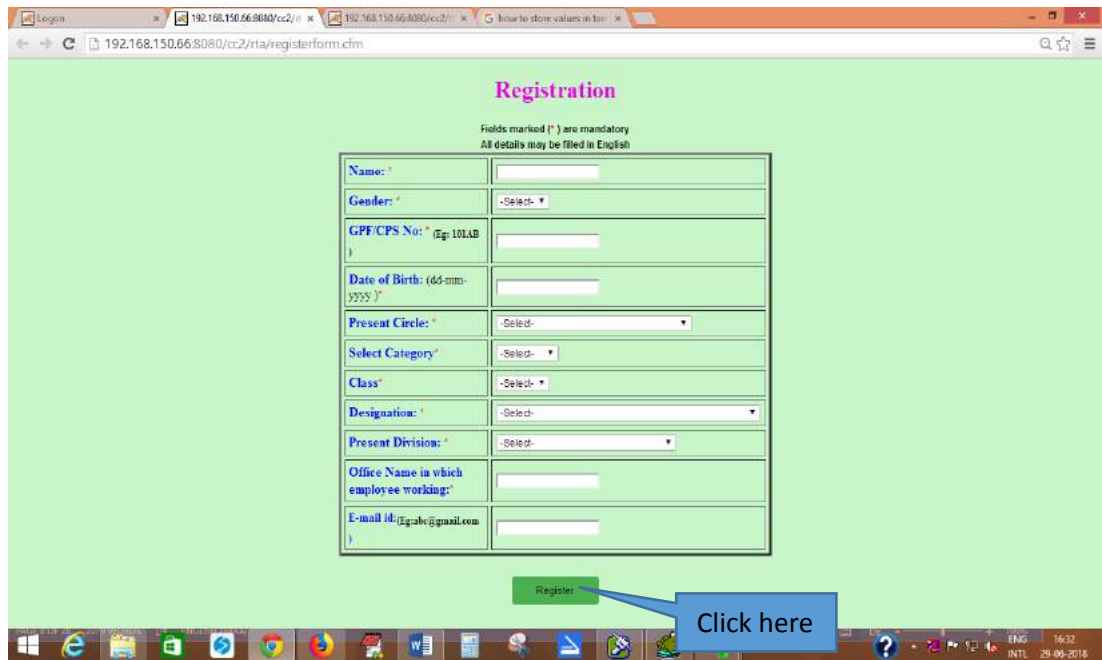 Logon
192.168.150.66:8080/cc2/r
192.168.150.66:8080/cc2/
how to store values in
192.168.150.66:8080/cc2/rta/registerform.cfm
Registration
Fields marked (* ) are mandatory
All details may be filled in English
Name: *
Gender: *
-Select-
GPF/CPS No: * (Eg: 101AB
)
Date of Birth: (dd-mm-
yyyy )*
Present Circle: *
-Select-
Select Category*
-Select-
Class*
-Select-
Designation: *
-Select-
Present Division: *
-Select-
Office Name in which
employee working:*
E-mail id:(Eg:abc@gmail.com
)
Register
Click here
ENG
INTL
16:32
29-06-2018